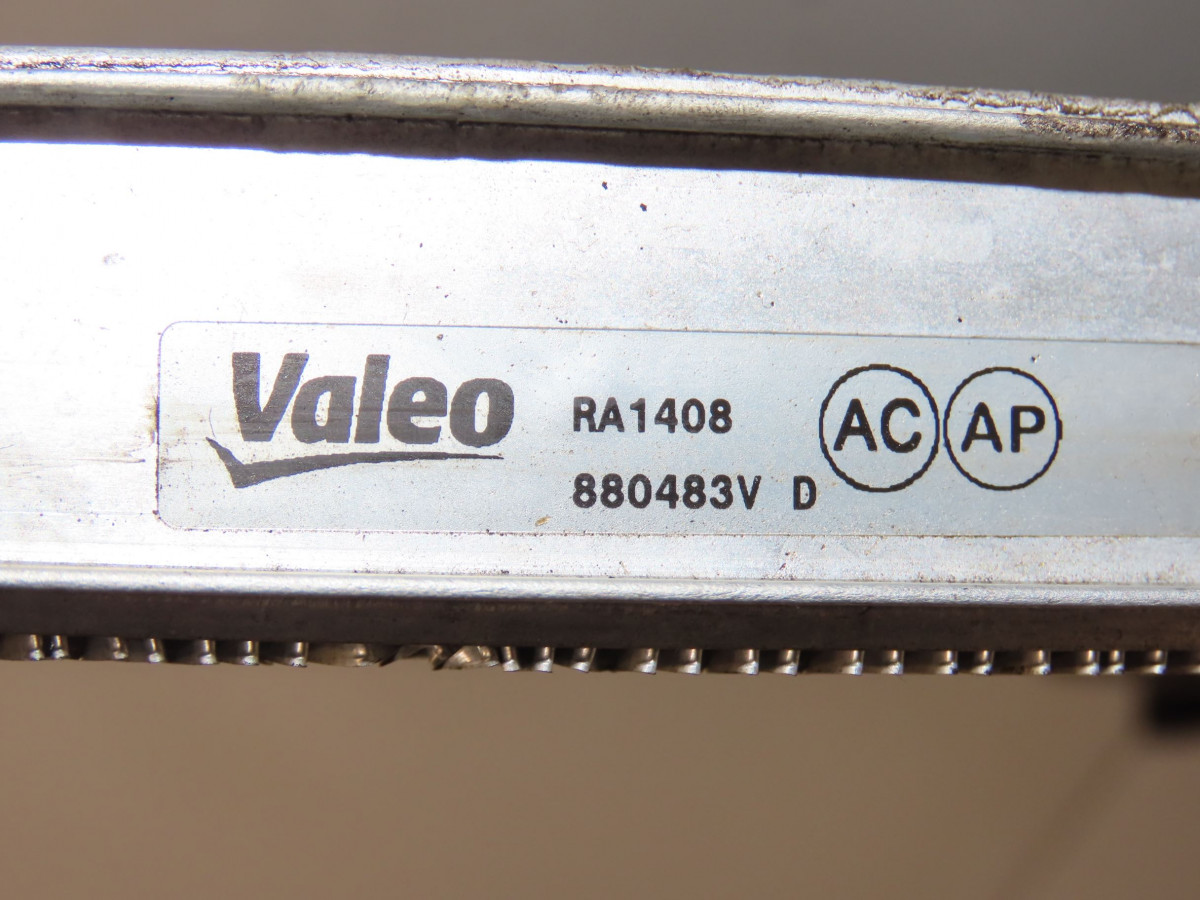 Valeo
RA1408
880483V D
AC AP